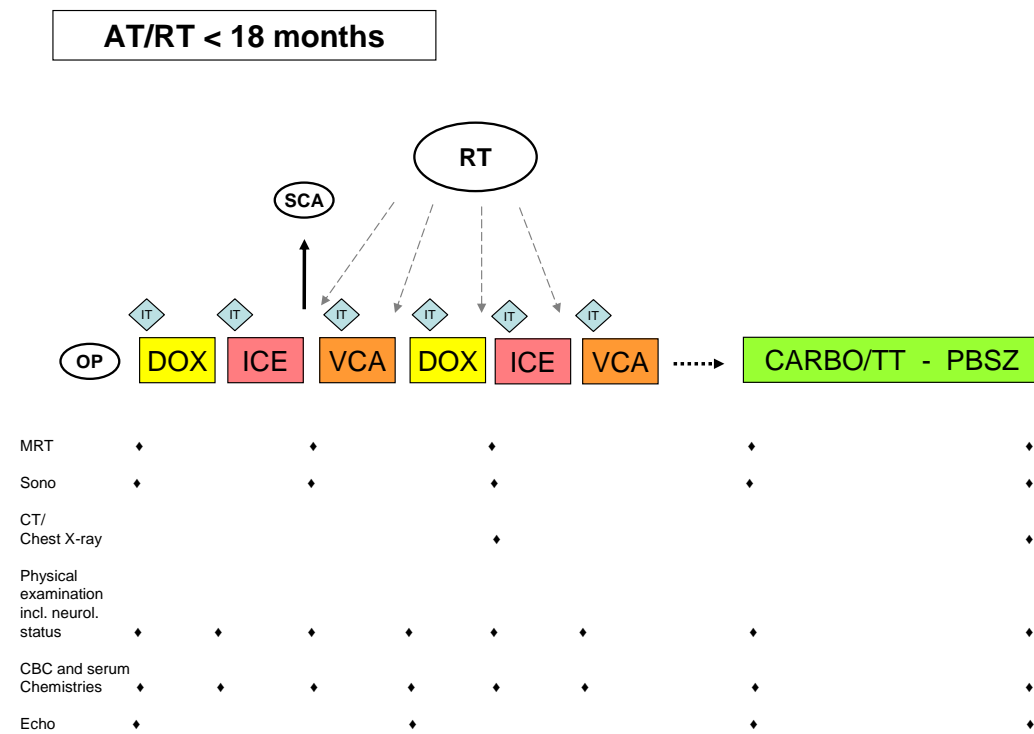 AT/RT < 18 months
RT
SCA
IT IT IT IT IT IT
OP DOX ICE VCA DOX ICE VCA CARBO/TT - PBSZ
MRT
Sono
CT/
Chest X-ray
Physical
examination
incl. neurol.
status
CBC and serum
Chemistries
Echo